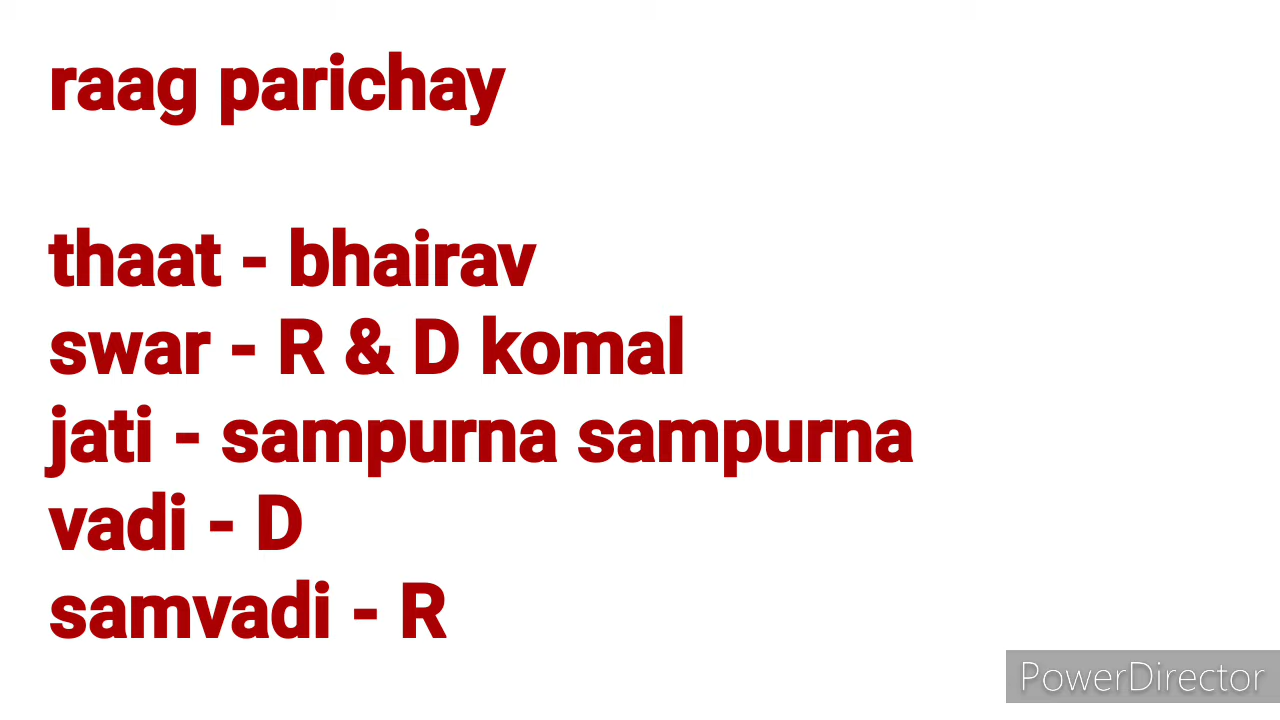 raag parichay
thaat - bhairav
swar - R & D komal
jati - sampurna sampurna
vadi - D
samvadi - R
PowerDirector